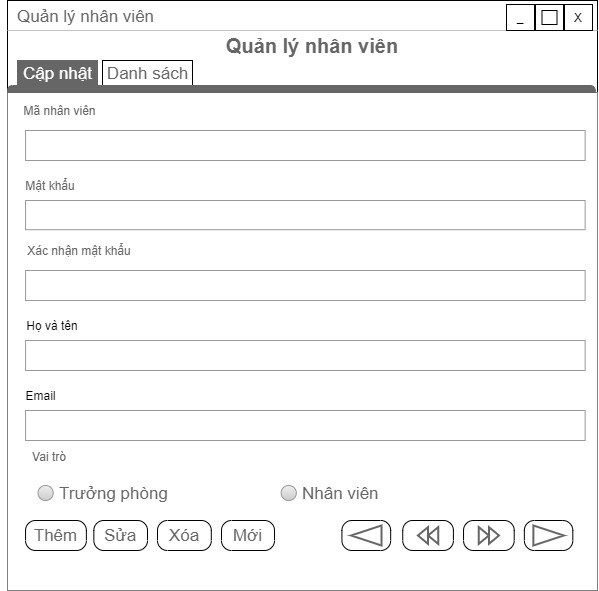 Quản lý nhân viên
Quản lý nhân viên
Cập nhật Danh sách
Mã nhân viên
Mật khẩu
Xác nhận mật khẩu
Họ và tên
Email
Vai trò
Trưởng phòng Nhân viên
Thêm Sửa Xóa Mới